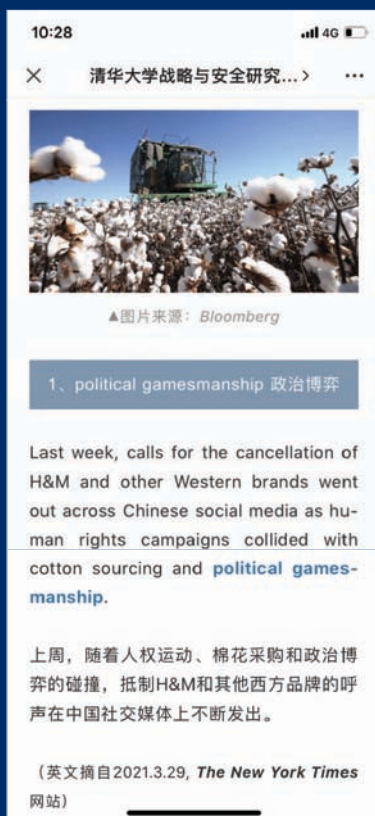 10:28
4G
清华大学战略与安全研究...
▲图片来源：Bloomberg
1、political gamesmanship 政治博弈
Last week, calls for the cancellation of
H&M and other Western brands went
out across Chinese social media as hu-
man rights campaigns collided with
cotton sourcing and political games-
manship.
上周，随着人权运动、棉花采购和政治博
弈的碰撞，抵制H&M和其他西方品牌的呼
声在中国社交媒体上不断发出。
（英文摘自2021.3.29, The New York Times
网站）